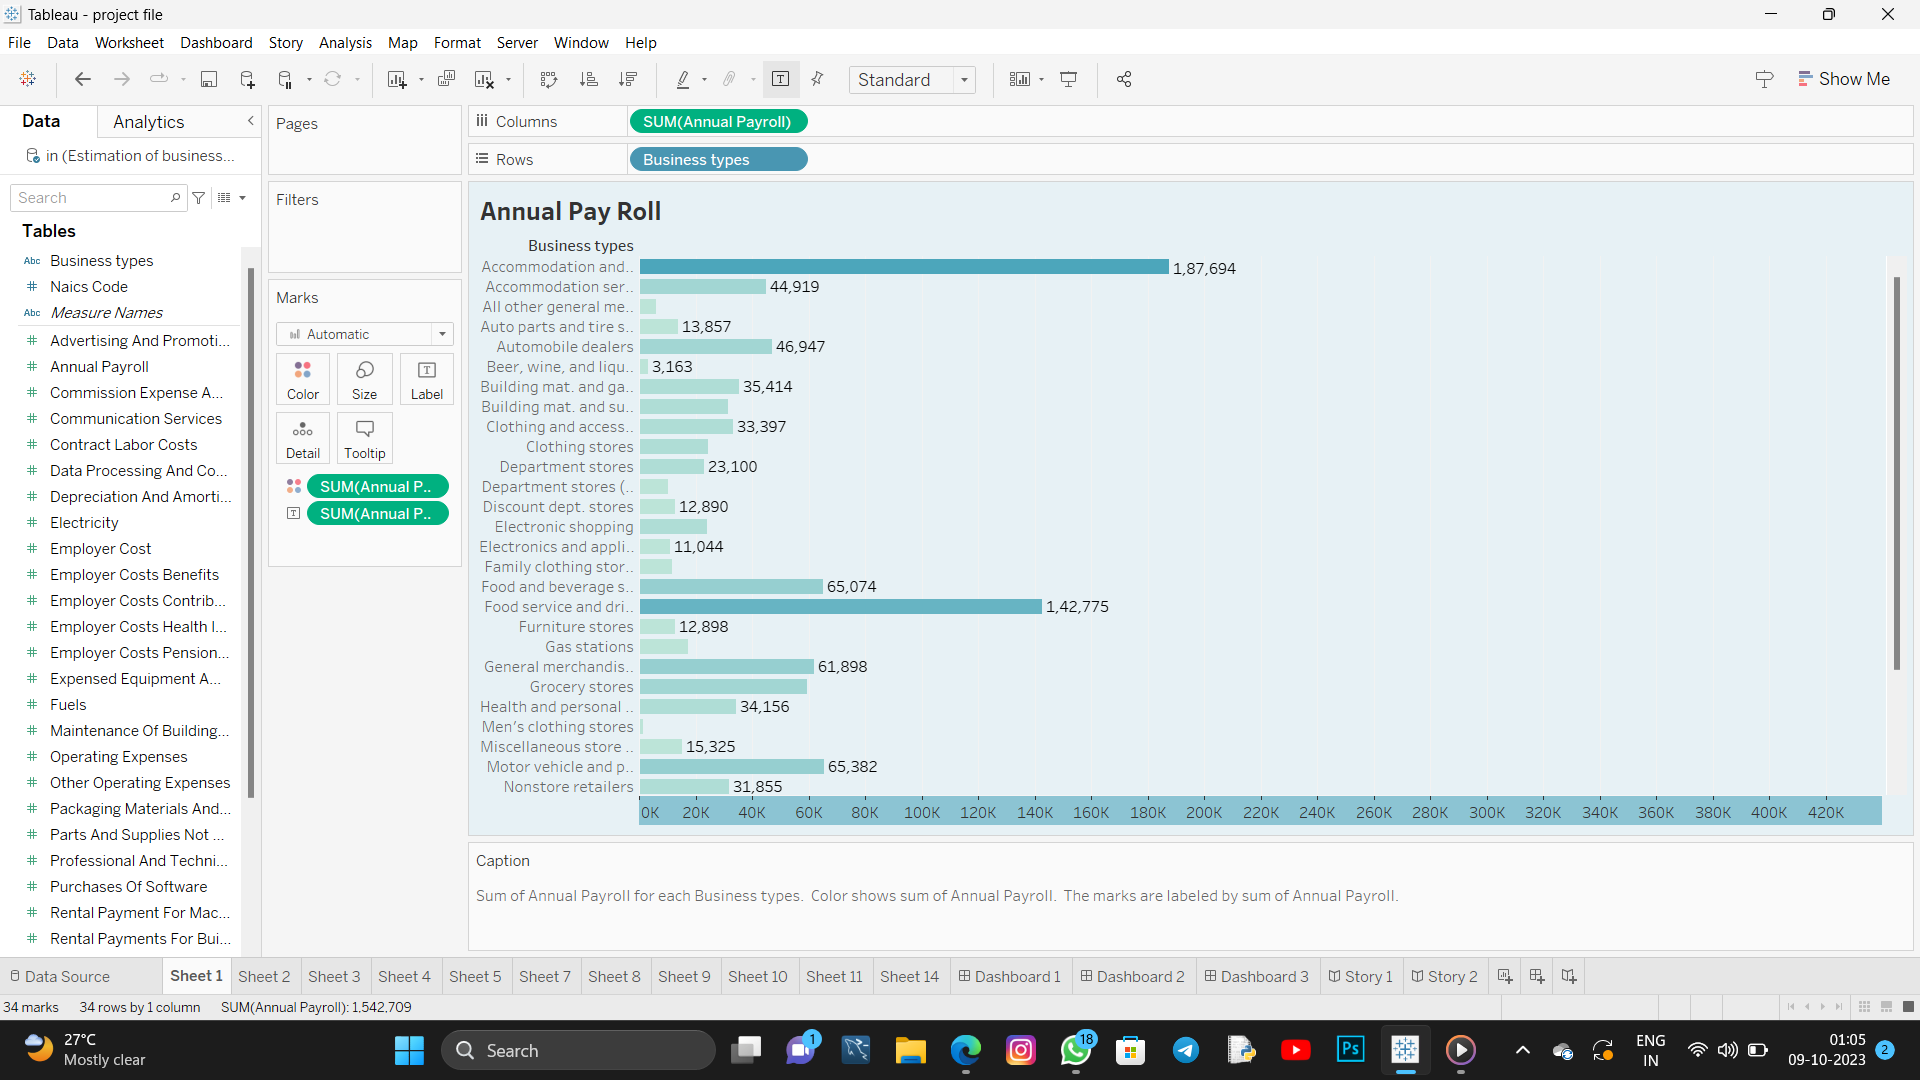 Tableau - project file
File Data Worksheet Dashboard Story Analysis Map Format Server Window Help
Standard
Show Me
Data Analytics
in (Estimation of business...
Search
Tables
Abc Business types
# Naics Code
Abc Measure Names
# Advertising And Promoti...
# Annual Payroll
# Commission Expense A...
# Communication Services
# Contract Labor Costs
# Data Processing And Co...
# Depreciation And Amorti...
# Electricity
# Employer Cost
# Employer Costs Benefits
# Employer Costs Contrib...
# Employer Costs Health I...
# Employer Costs Pension...
# Expensed Equipment A...
# Fuels
# Maintenance Of Building...
# Operating Expenses
# Other Operating Expenses
# Packaging Materials And...
# Parts And Supplies Not ...
# Professional And Techni...
# Purchases Of Software
# Rental Payment For Mac...
# Rental Payments For Bui...
Pages
Filters
Marks
Automatic
Color Size Label
Detail Tooltip
SUM(Annual P..
SUM(Annual P..
Columns SUM(Annual Payroll)
Rows Business types
Annual Pay Roll
Business types
Accommodation and.. 1,87,694
Accommodation ser.. 44,919
All other general me..
Auto parts and tire s.. 13,857
Automobile dealers 46,947
Beer, wine, and liqu.. 3,163
Building mat. and ga.. 35,414
Building mat. and su..
Clothing and access.. 33,397
Clothing stores
Department stores 23,100
Department stores (..
Discount dept. stores 12,890
Electronic shopping
Electronics and appli.. 11,044
Family clothing stor..
Food and beverage s.. 65,074
Food service and dri.. 1,42,775
Furniture stores 12,898
Gas stations
General merchandis.. 61,898
Grocery stores
Health and personal .. 34,156
Men's clothing stores
Miscellaneous store .. 15,325
Motor vehicle and p.. 65,382
Nonstore retailers 31,855
0K 20K 40K 60K 80K 100K 120K 140K 160K 180K 200K 220K 240K 260K 280K 300K 320K 340K 360K 380K 400K 420K
Caption
Sum of Annual Payroll for each Business types. Color shows sum of Annual Payroll. The marks are labeled by sum of Annual Payroll.
Data Source Sheet 1 Sheet 2 Sheet 3 Sheet 4 Sheet 5 Sheet 7 Sheet 8 Sheet 9 Sheet 10 Sheet 11 Sheet 14 Dashboard 1 Dashboard 2 Dashboard 3 Story 1 Story 2
34 marks 34 rows by 1 column SUM(Annual Payroll): 1,542,709
27°C
Mostly clear
Search
1
18
Ps
ENG
IN
01:05
09-10-2023
2